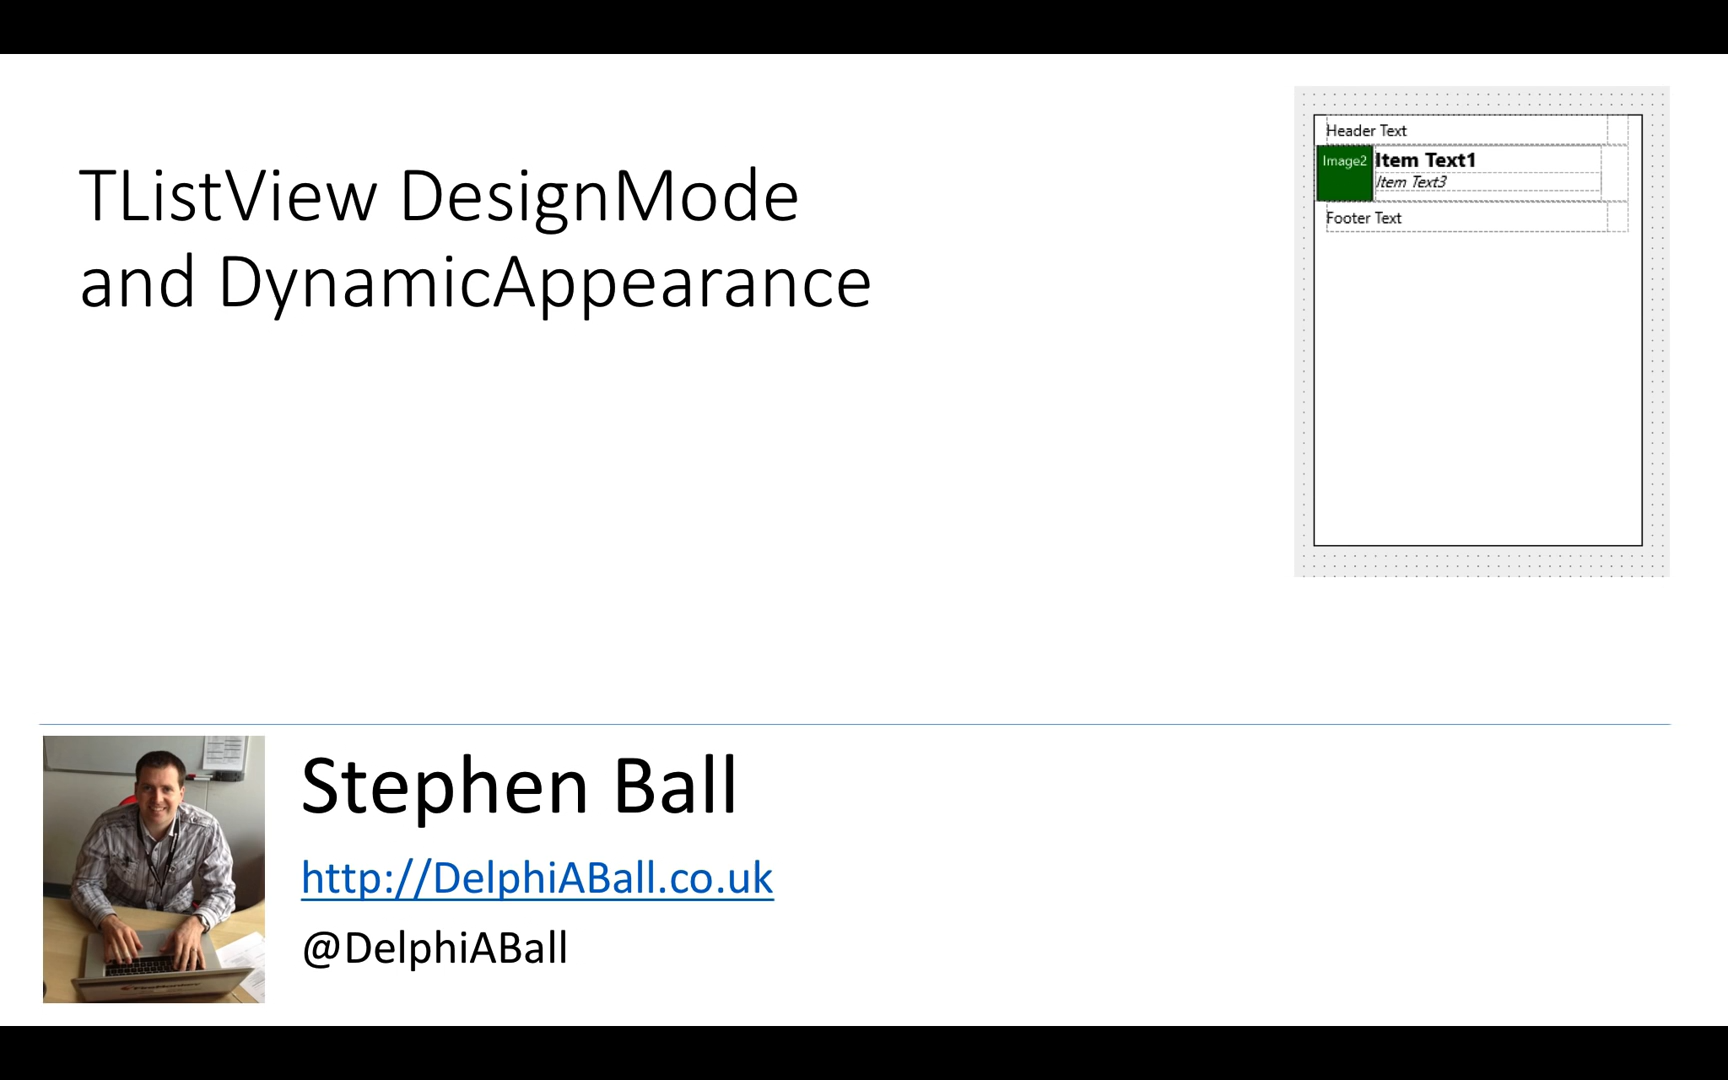 TListView DesignMode
and DynamicAppearance
Header Text
Image2
Item Text1
Item Text3
Footer Text
Stephen Ball
http://DelphiABall.co.uk
@DelphiABall